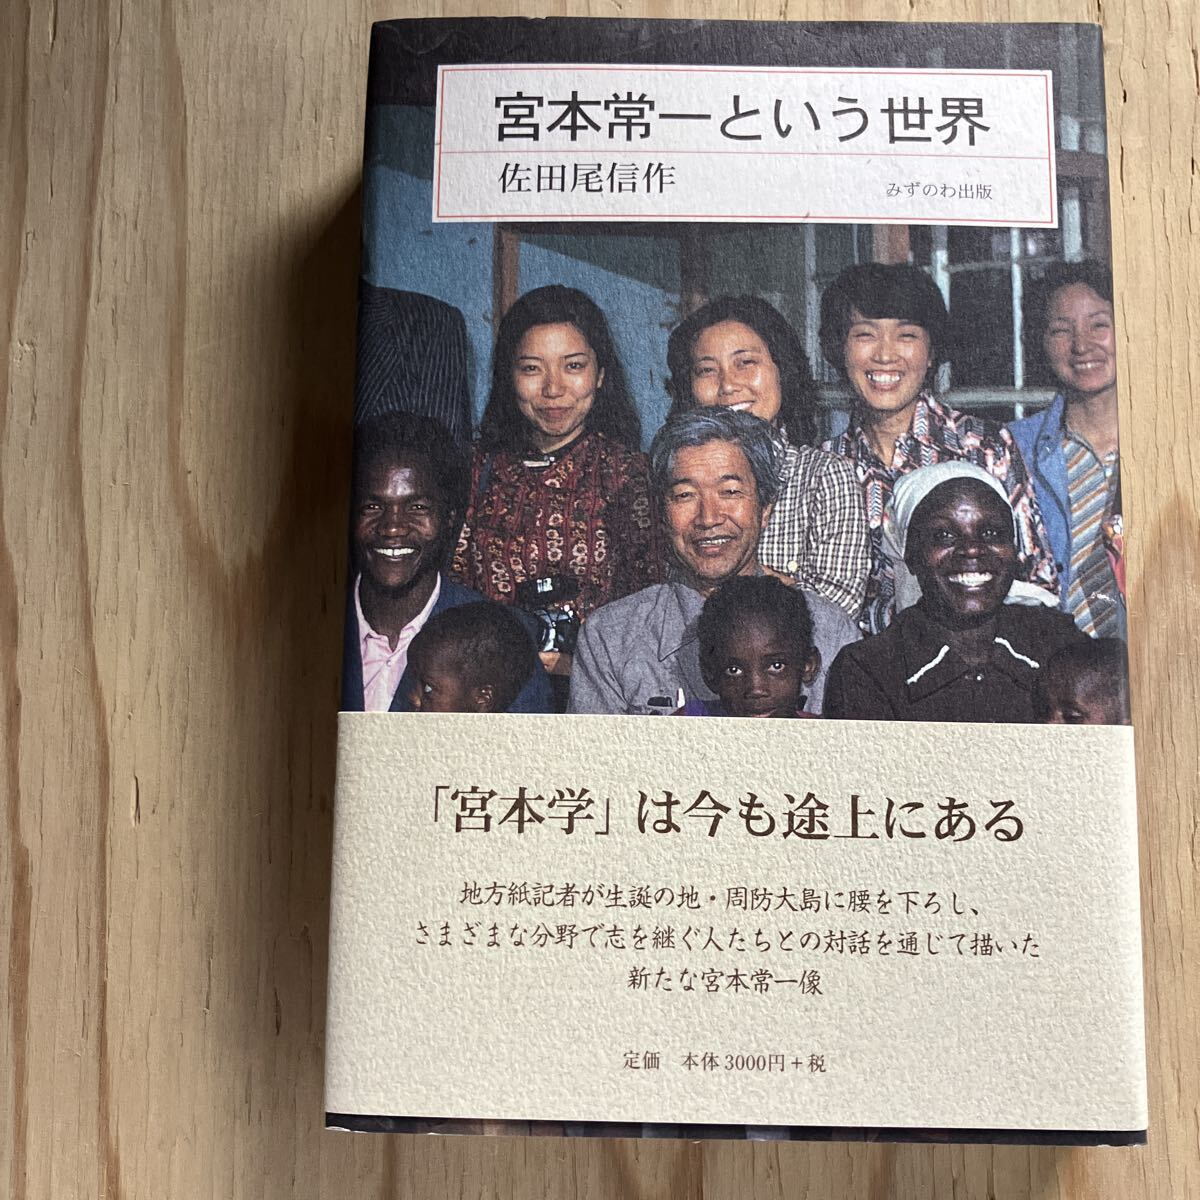 宮本常一という世界
佐田尾信作
みずのわ出版
「宮本学」は今も途上にある
地方紙記者が生誕の地・周防大島に腰を下ろし、
さまざまな分野で志を継ぐ人たちとの対話を通じて描いた
新たな宮本常一像
定価 本体3000円+税